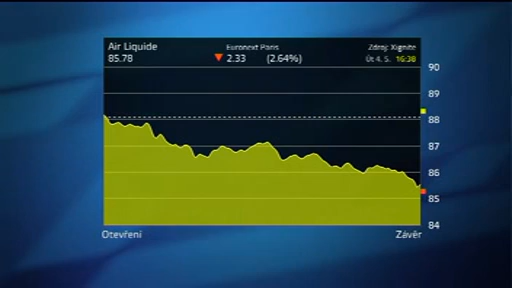 Air Liquide
Euronext Paris
Zdroj: Xignite
85.78
2.33
(2.64%)
Út 4. 5.
16:38
90
89
88
87
86
85
84
Otevření
Závěr